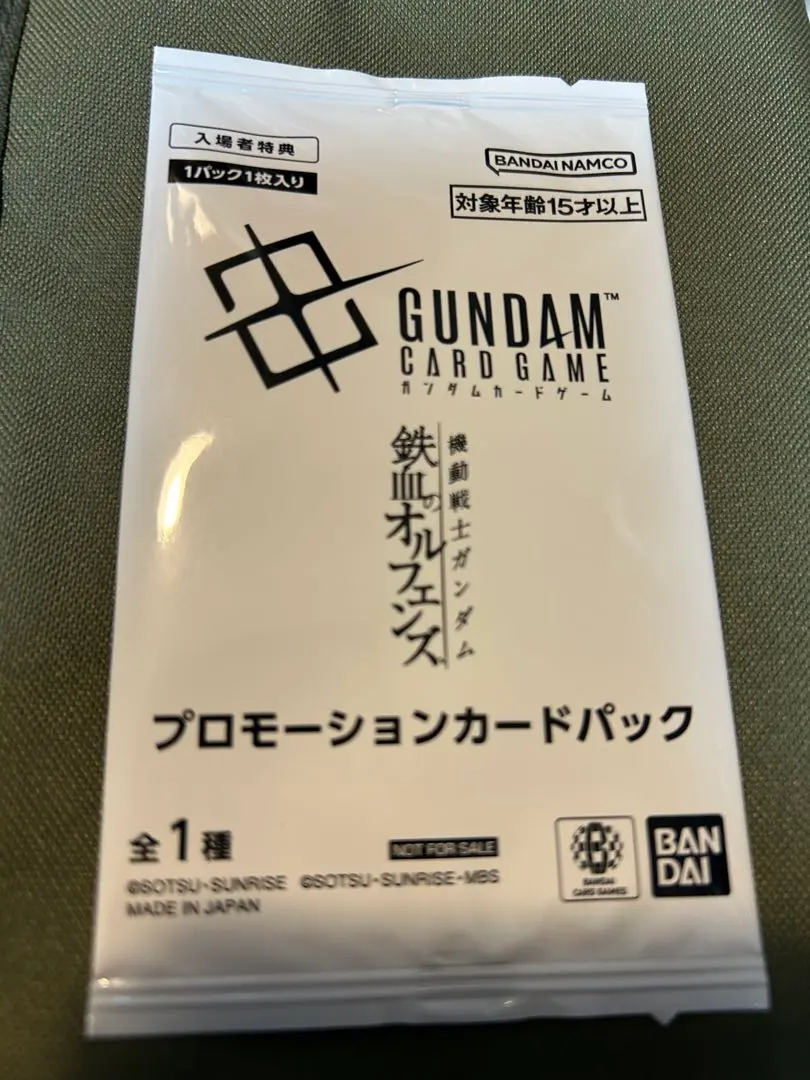 入場者特典
1パック1枚入り
BANDAI NAMCO
対象年齢15才以上
GUNDAM™
CARD GAME
ガンダムカードゲーム
機動戦士ガンダム
鉄血のオルフェンズ
プロモーションカードパック
全1種
NOT FOR SALE
©SOTSU・SUNRISE ©SOTSU・SUNRISE・MBS
MADE IN JAPAN
BANDAI
CARD GAMES
BAN
DAI